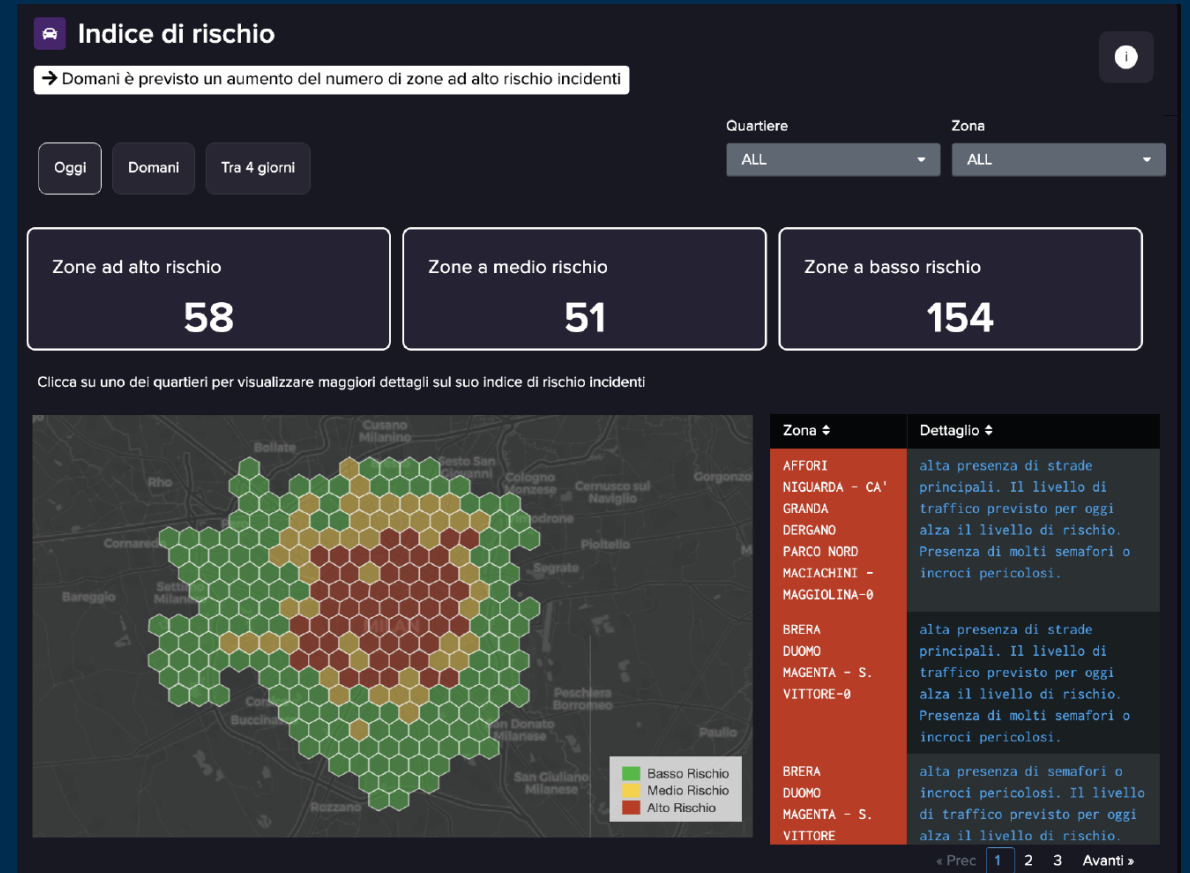 Indice di rischio
→ Domani è previsto un aumento del numero di zone ad alto rischio incidenti
i
Quartiere
Zona
ALL
ALL
Oggi
Domani
Tra 4 giorni
Zone ad alto rischio
58
Zone a medio rischio
51
Zone a basso rischio
154
Clicca su uno dei quartieri per visualizzare maggiori dettagli sul suo indice di rischio incidenti
Cusano
Milanino
Bollate
Sesto San
Giovanni
Rho
Cologno
Monzese
Cernusco sul
Naviglio
Gorgonzo
Cornared
Pioltello
Segrate
Bareggio
Settimo
Milane
MILAN
Peschiera
Borromeo
Buccina
San Donato
Milanese
Paullo
San Giuliano
Milanese
Rozzano
Basso Rischio
Medio Rischio
Alto Rischio
Zona
Dettaglio
AFFORI
NIGUARDA - CA'
GRANDA
DERGANO
PARCO NORD
MACIACHINI -
MAGGIOLINA-0
alta presenza di strade
principali. Il livello di
traffico previsto per oggi
alza il livello di rischio.
Presenza di molti semafori o
incroci pericolosi.
BRERA
DUOMO
MAGENTA - S.
VITTORE-0
alta presenza di strade
principali. Il livello di
traffico previsto per oggi
alza il livello di rischio.
Presenza di molti semafori o
incroci pericolosi.
BRERA
DUOMO
MAGENTA - S.
VITTORE
alta presenza di semafori o
incroci pericolosi. Il livello
di traffico previsto per oggi
alza il livello di rischio.
« Prec 1 2 3 Avanti »